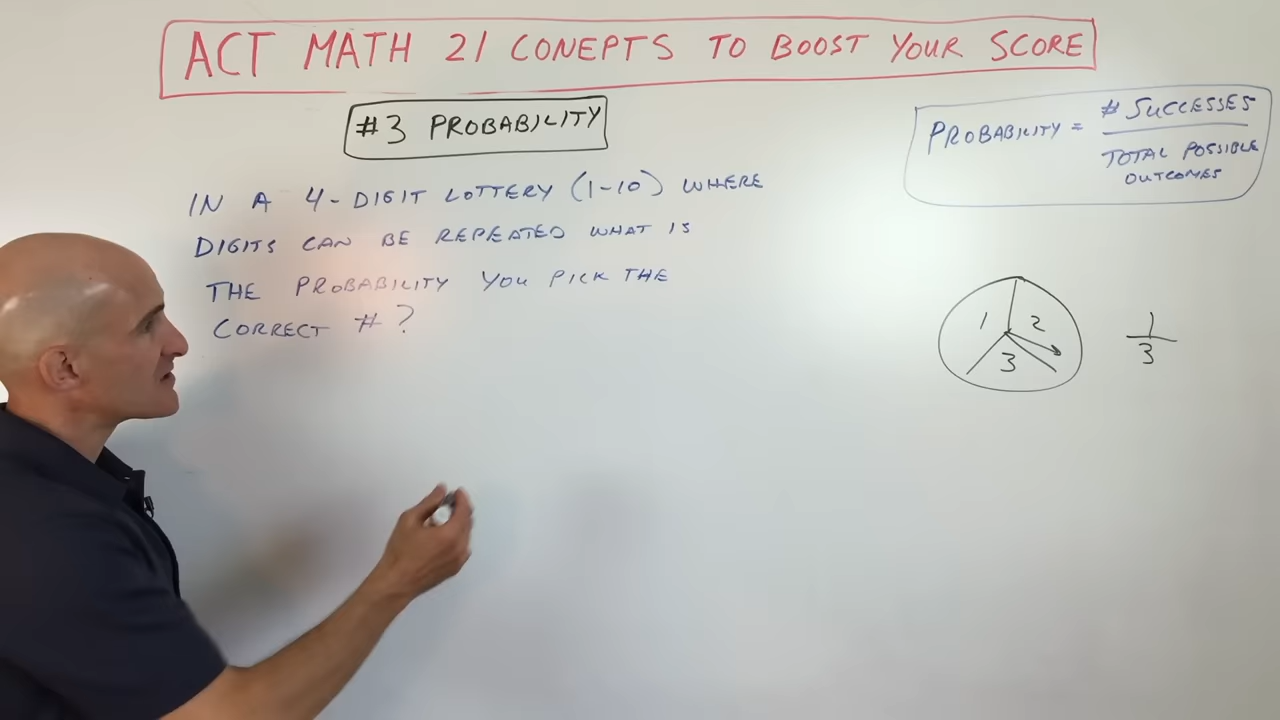 ACT MATH 21 CONEPTS TO BOOST YOUR SCORE
#3 PROBABILITY
PROBABILITY = # SUCCESSES
TOTAL POSSIBLE
OUTCOMES
IN A 4-DIGIT LOTTERY (1-10) WHERE
DIGITS CAN BE REPEATED WHAT IS
THE PROBABILITY YOU PICK THE
CORRECT # ?
1 2
3
1
3